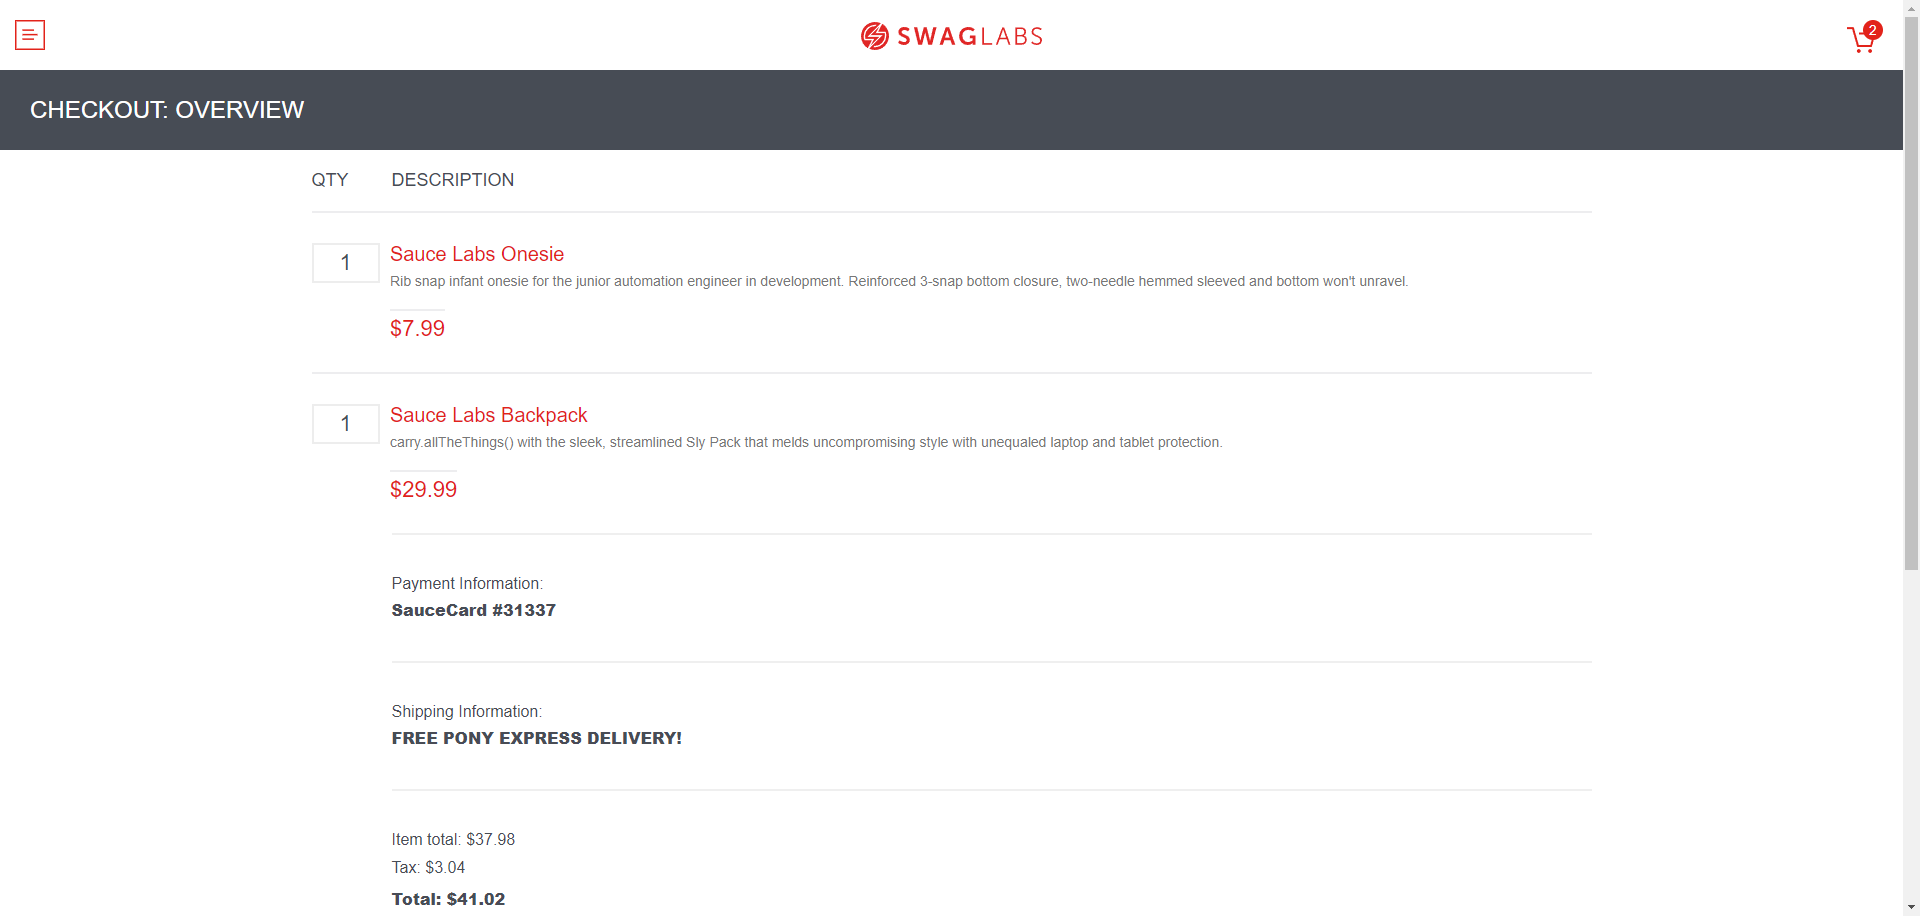 SWAGLABS
2
CHECKOUT: OVERVIEW
QTY DESCRIPTION
1 Sauce Labs Onesie
Rib snap infant onesie for the junior automation engineer in development. Reinforced 3-snap bottom closure, two-needle hemmed sleeved and bottom won't unravel.
$7.99
1 Sauce Labs Backpack
carry.allTheThings() with the sleek, streamlined Sly Pack that melds uncompromising style with unequaled laptop and tablet protection.
$29.99
Payment Information:
SauceCard #31337
Shipping Information:
FREE PONY EXPRESS DELIVERY!
Item total: $37.98
Tax: $3.04
Total: $41.02